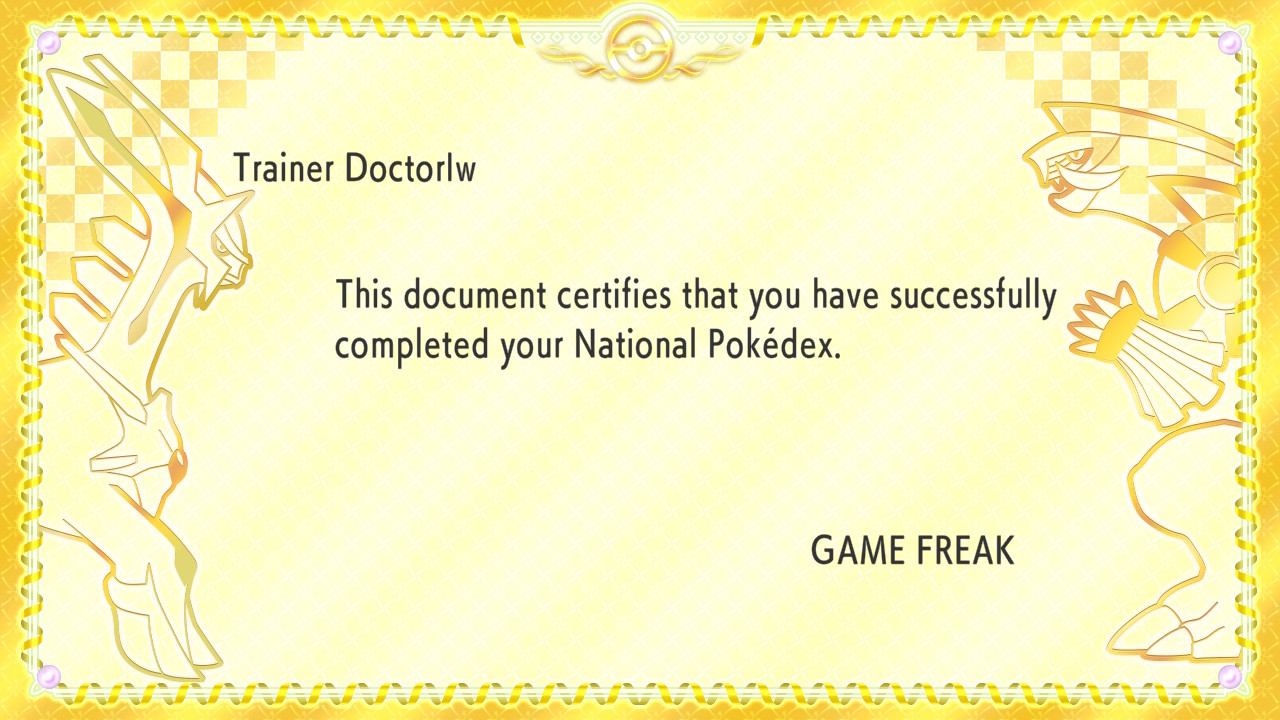 Trainer Doctorlw
This document certifies that you have successfully
completed your National Pokédex.
GAME FREAK